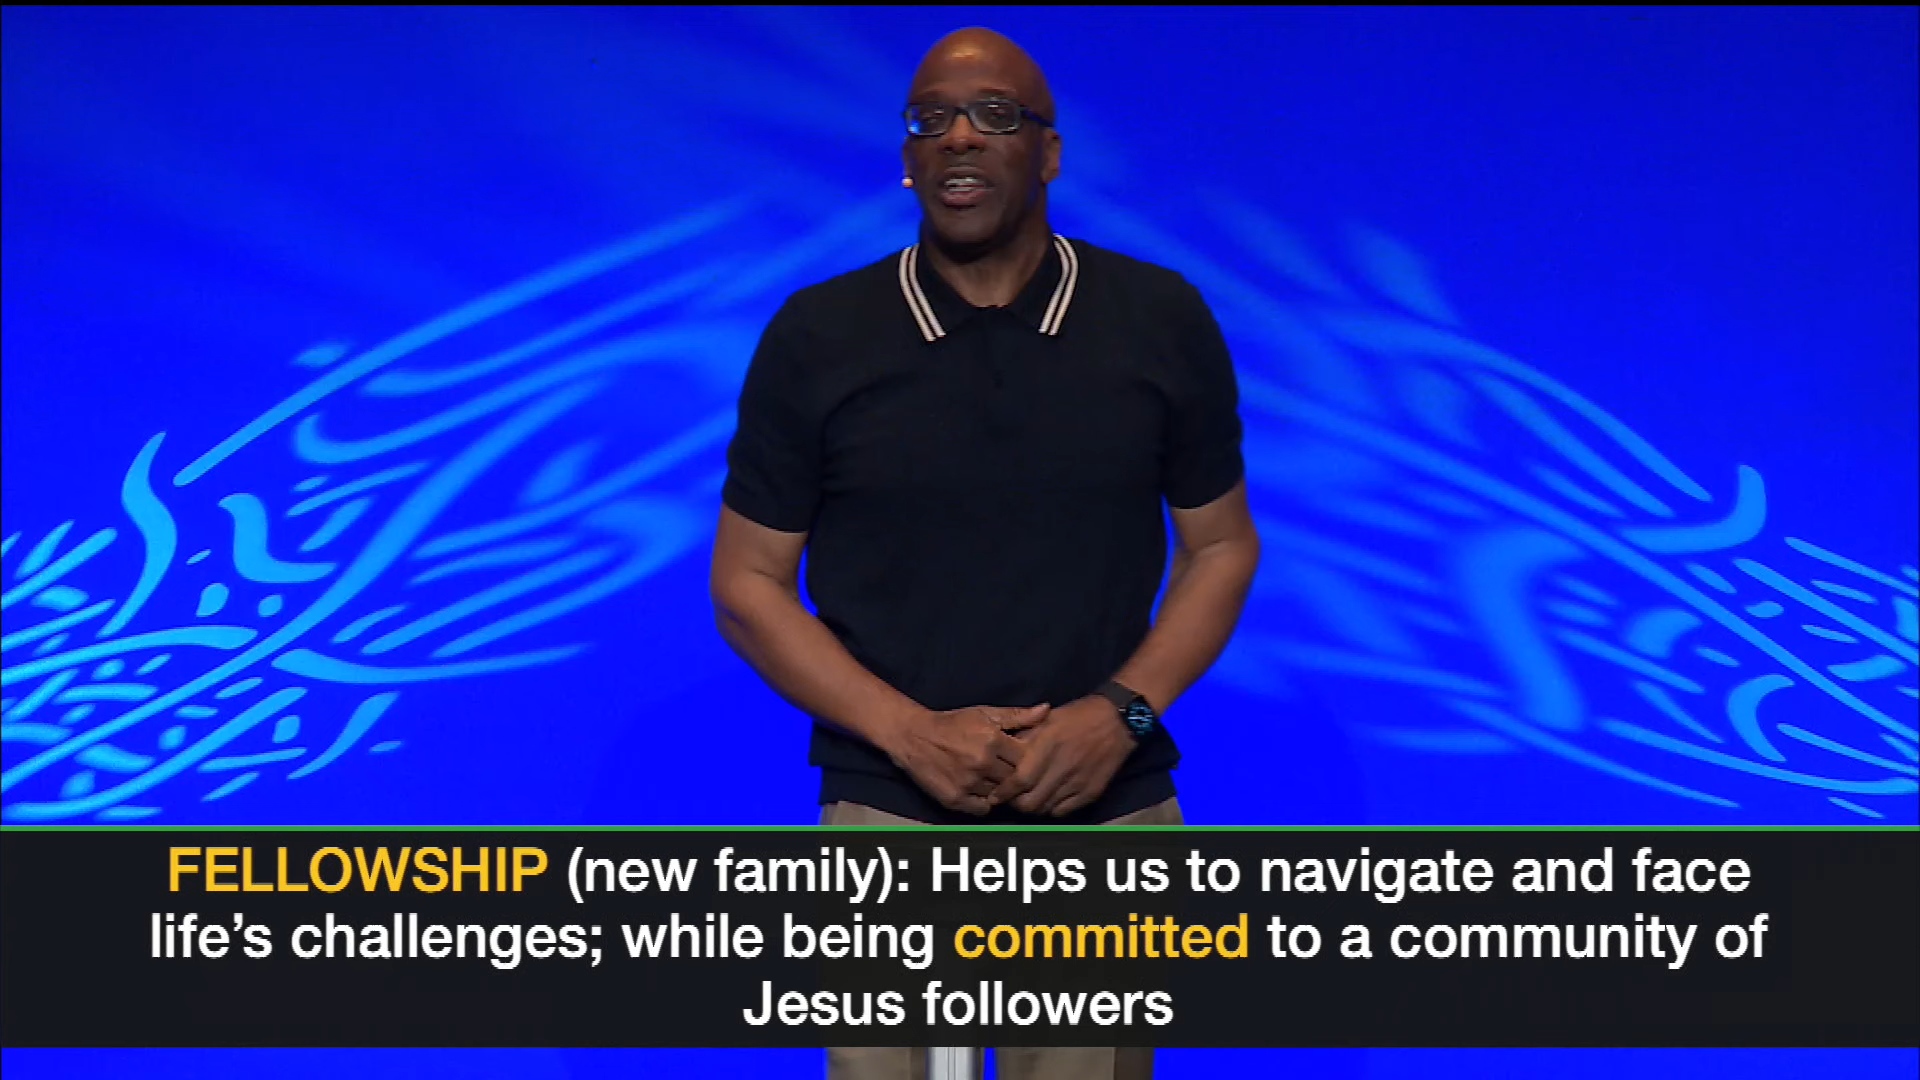 FELLOWSHIP (new family): Helps us to navigate and face
life’s challenges; while being committed to a community of
Jesus followers